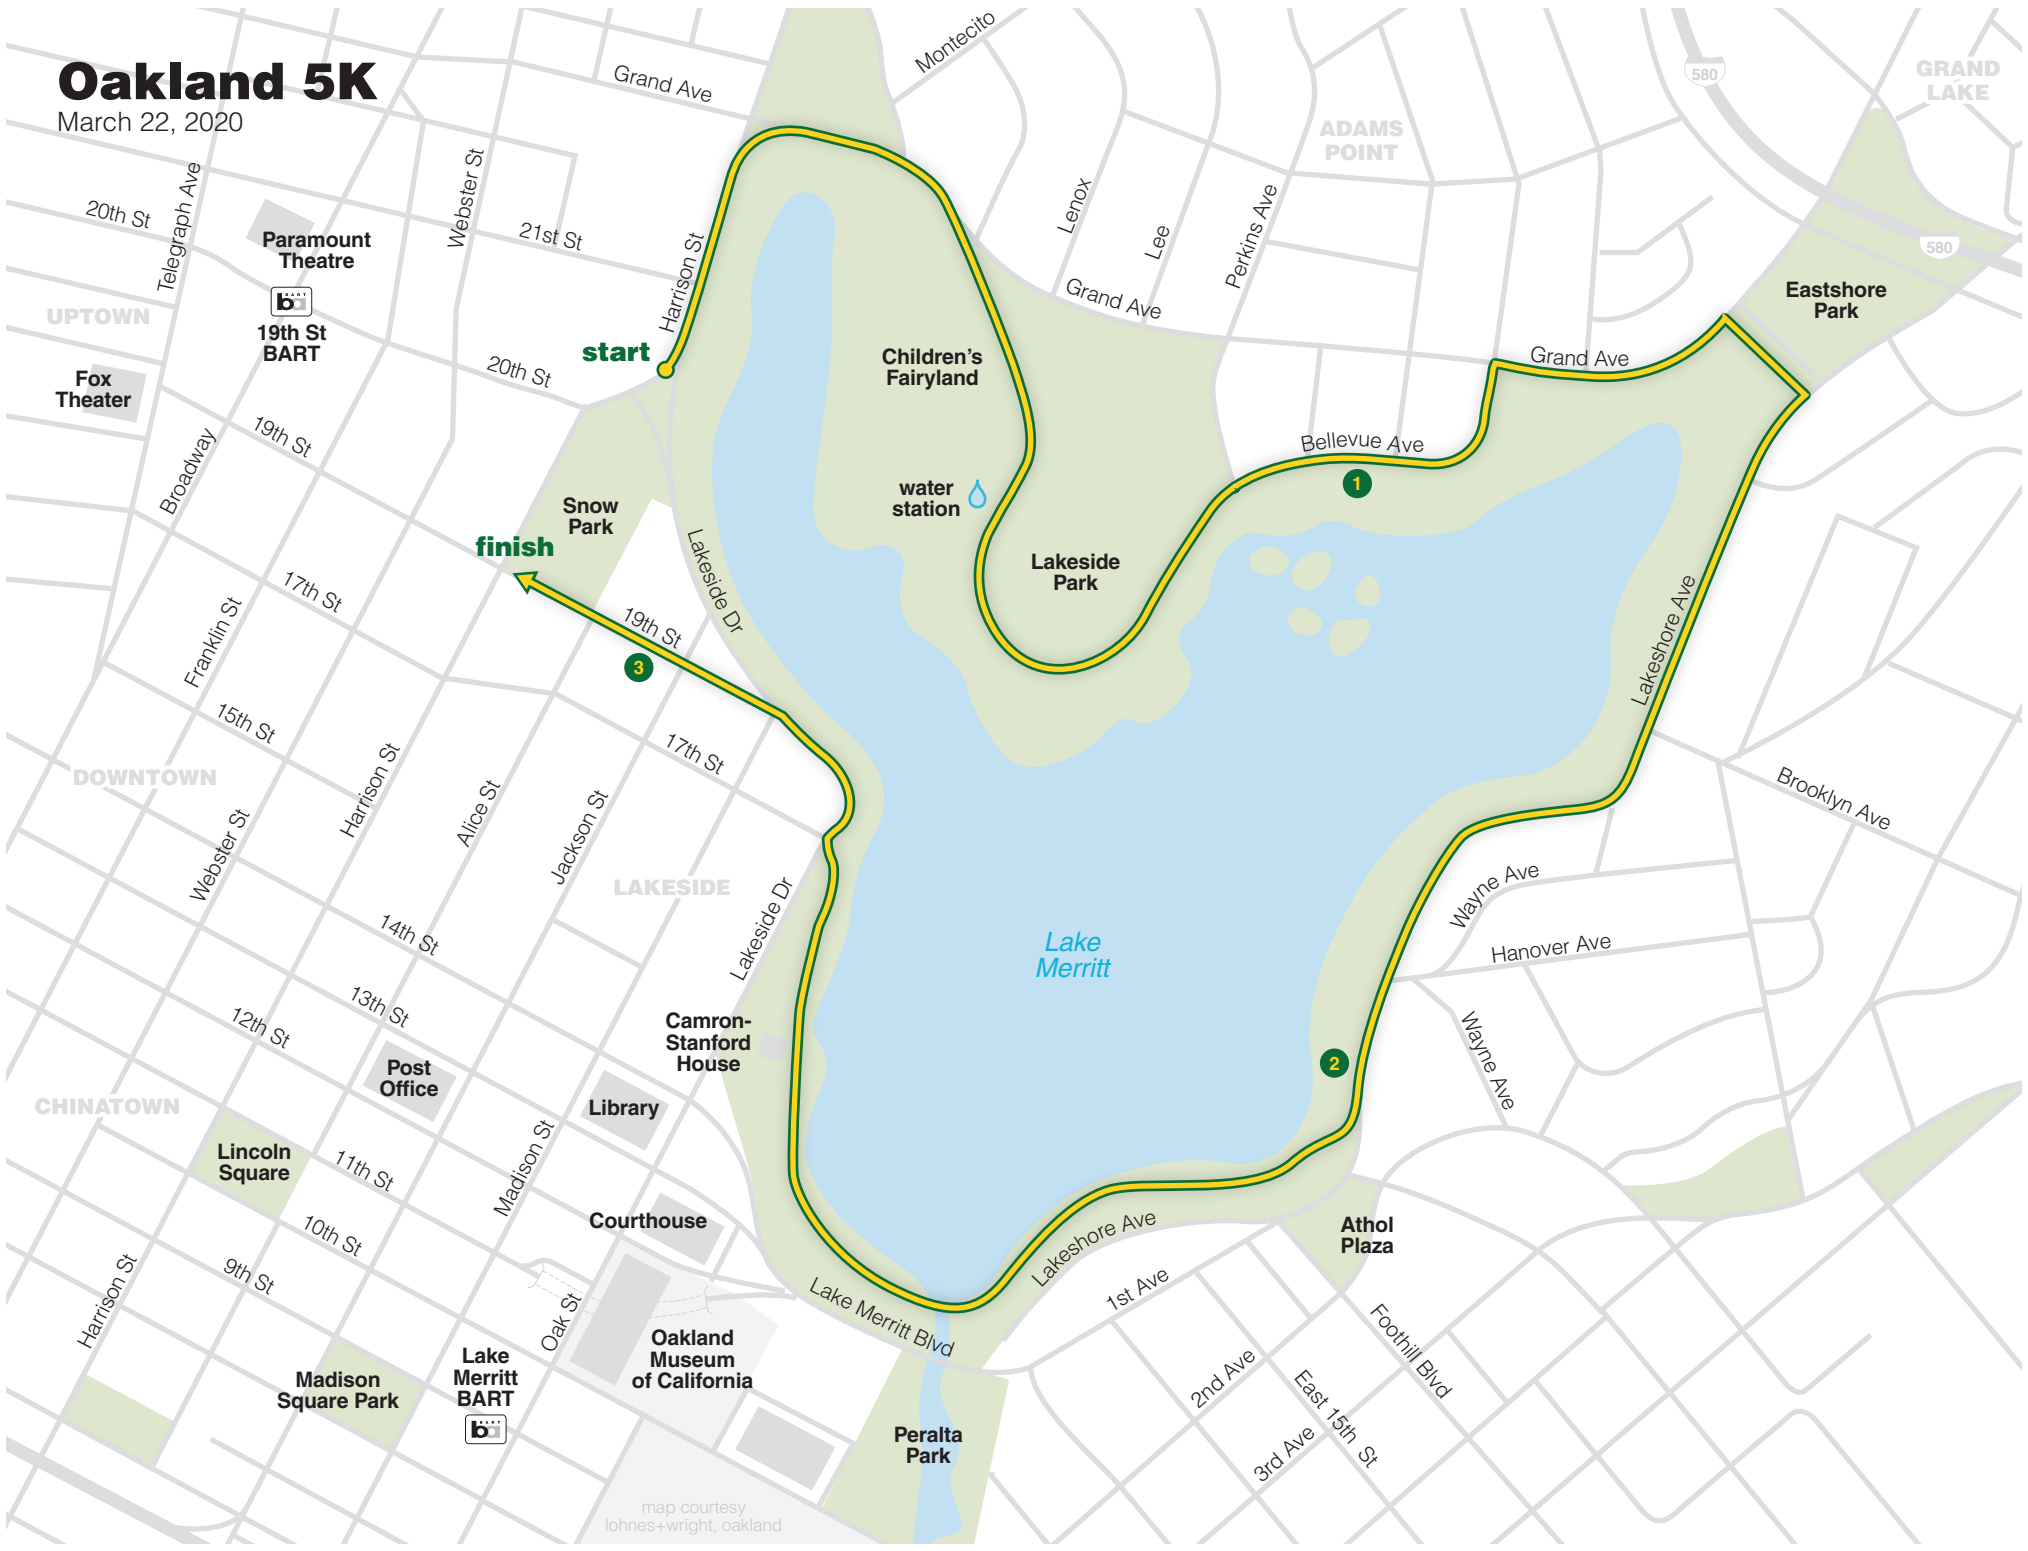 Oakland 5K
March 22, 2020
Montecito
Grand Ave
580
GRAND
LAKE
ADAMS
POINT
Telegraph Ave
Webster St
20th St
21st St
Paramount
Theatre
Harrison St
Lenox
Lee
Perkins Ave
580
BART
ba
19th St
BART
UPTOWN
Grand Ave
Eastshore
Park
start
20th St
Children's
Fairyland
Grand Ave
Fox
Theater
Broadway
19th St
Bellevue Ave
1
water
station
Snow
Park
finish
Lakeside Dr
Lakeside
Park
17th St
Franklin St
19th St
3
Lakeshore Ave
15th St
17th St
DOWNTOWN
Harrison St
Alice St
Jackson St
Webster St
Brooklyn Ave
LAKESIDE
Lakeside Dr
Wayne Ave
14th St
Lake
Merritt
Hanover Ave
13th St
12th St
Camron-
Stanford
House
Wayne Ave
2
Post
Office
Library
CHINATOWN
Lincoln
Square
11th St
Madison St
10th St
Courthouse
Lakeshore Ave
Athol
Plaza
9th St
Harrison St
Oak St
Lake Merritt Blvd
1st Ave
Foothill Blvd
Oakland
Museum
of California
Lake
Merritt
BART
BART
ba
Madison
Square Park
2nd Ave
East 15th St
3rd Ave
Peralta
Park
map courtesy
lohnes+wright, oakland